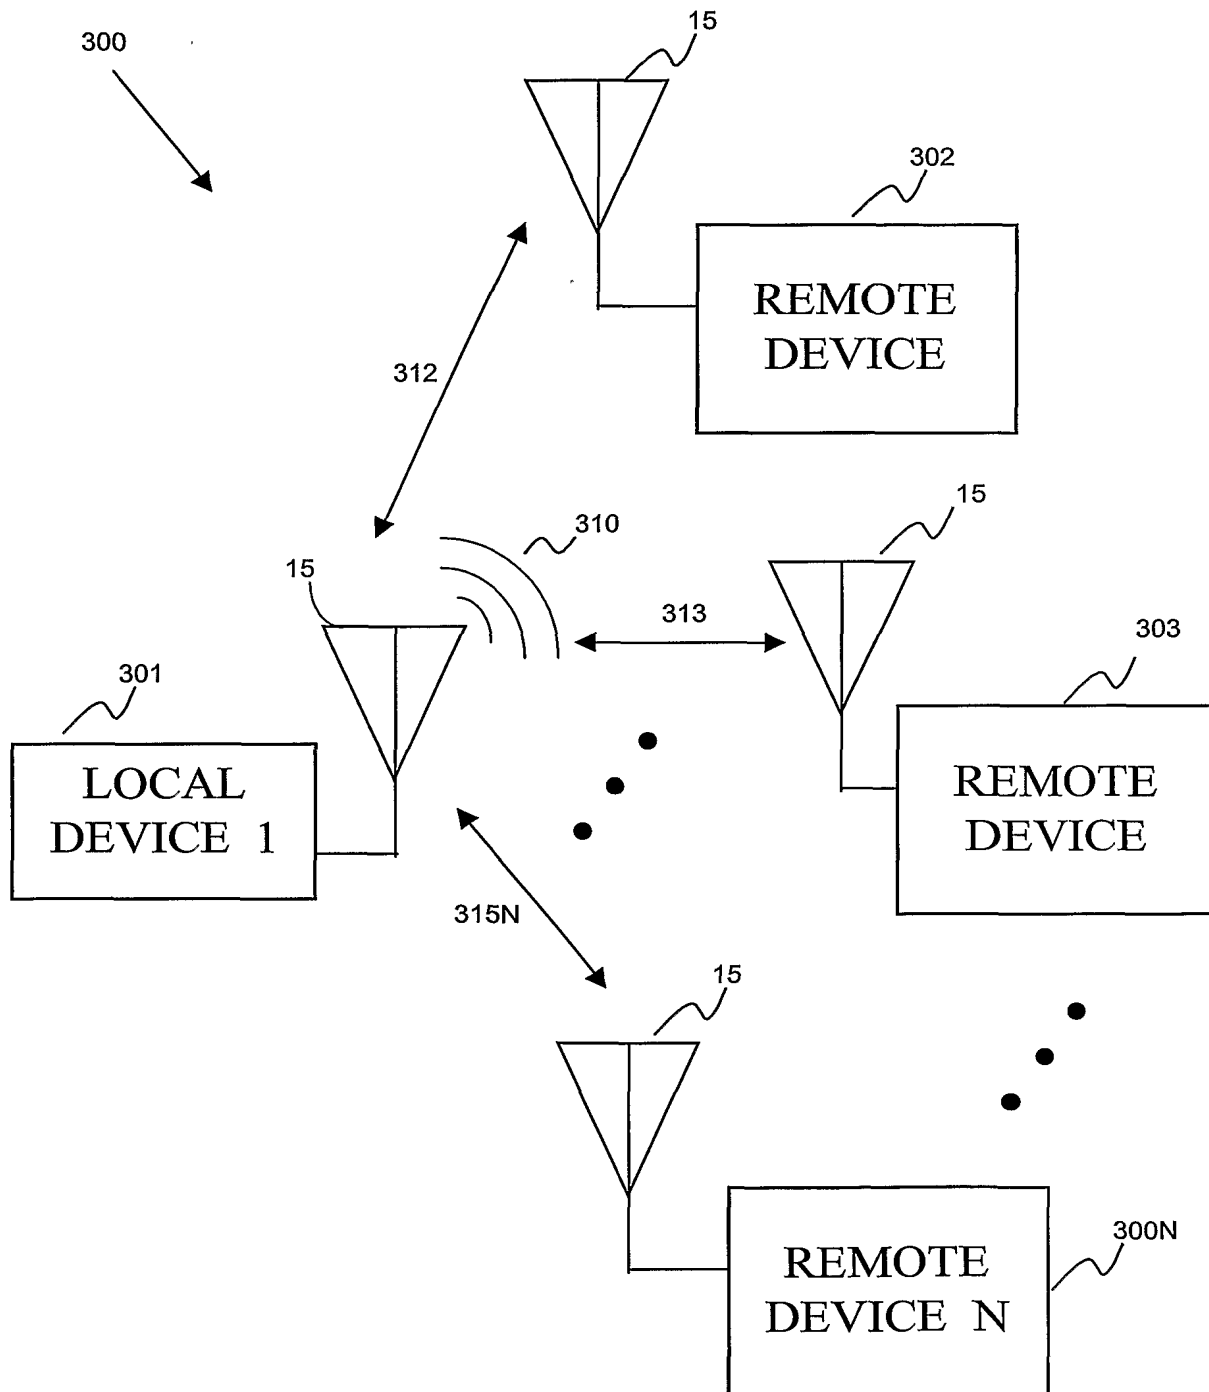 15
300
302
REMOTE
DEVICE
312
15
310
15
313
303
301
LOCAL
DEVICE 1
REMOTE
DEVICE
315N
15
300N
REMOTE
DEVICE N